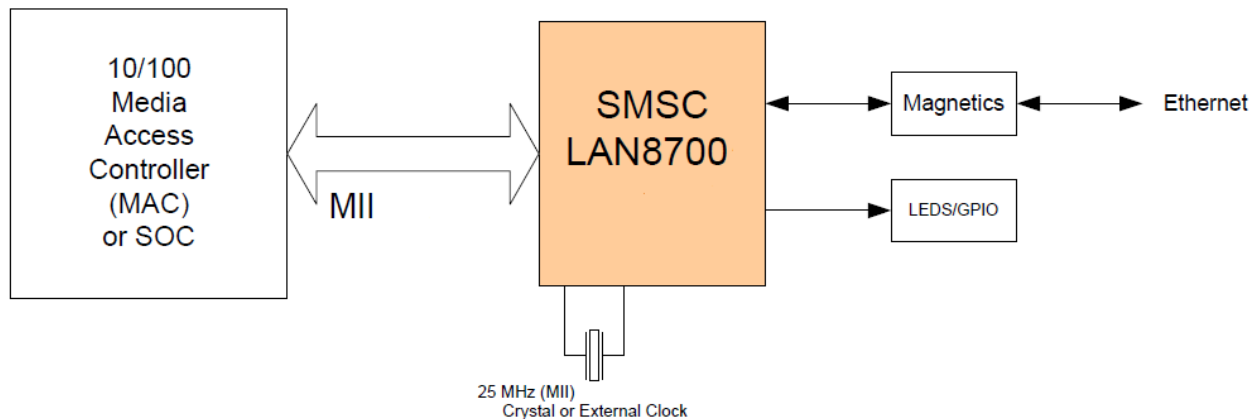 10/100
Media
Access
Controller
(MAC)
or SOC
MII
SMSC
LAN8700
Magnetics
Ethernet
LEDS/GPIO
25 MHz (MII)
Crystal or External Clock